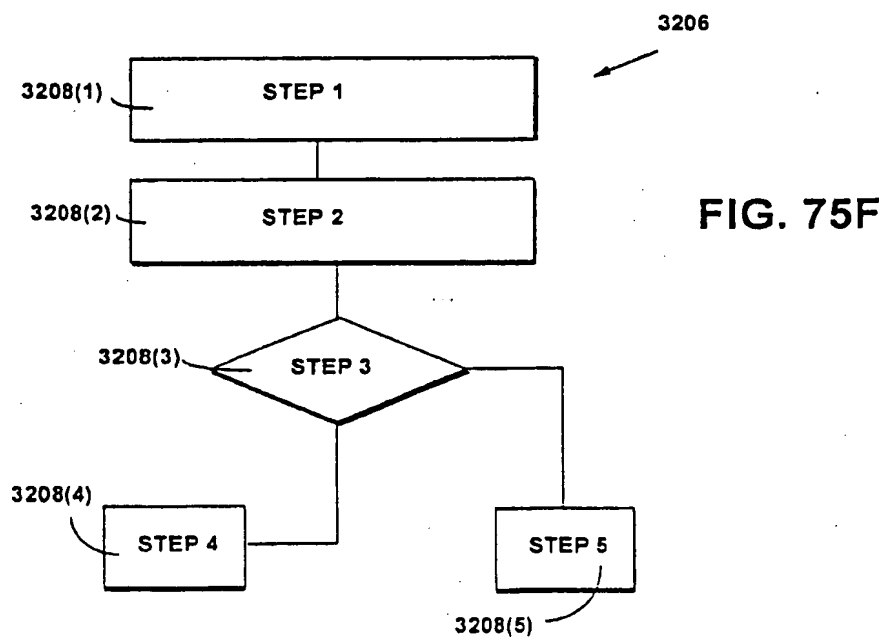 3206
3208(1)
STEP 1
3208(2)
STEP 2
FIG. 75F
3208(3)
STEP 3
3208(4)
STEP 4
STEP 5
3208(5)